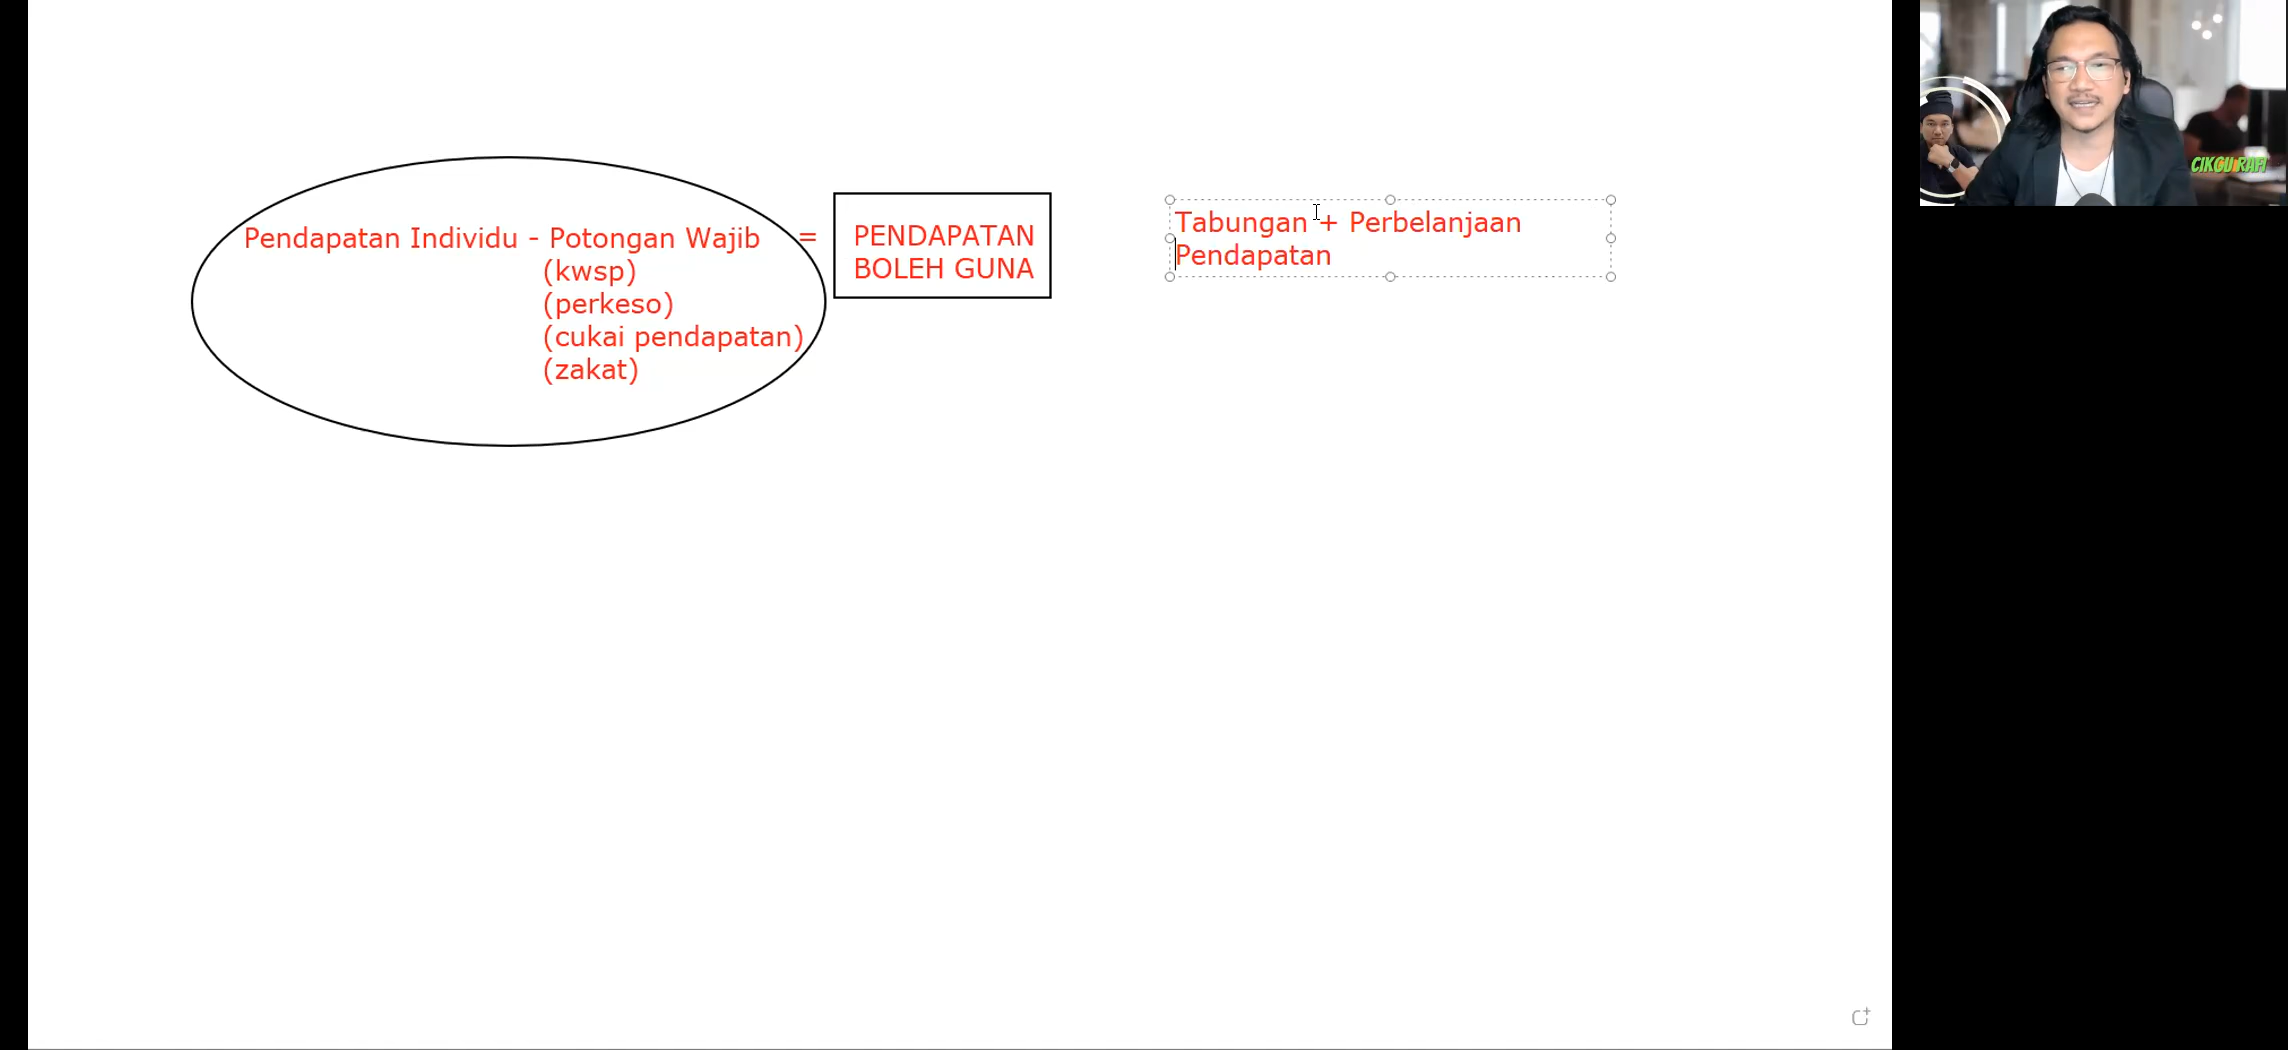 Pendapatan Individu - Potongan Wajib =
(kwsp)
(perkeso)
(cukai pendapatan)
(zakat)
PENDAPATAN
BOLEH GUNA
Tabungan + Perbelanjaan
Pendapatan
CIKGU RAFI